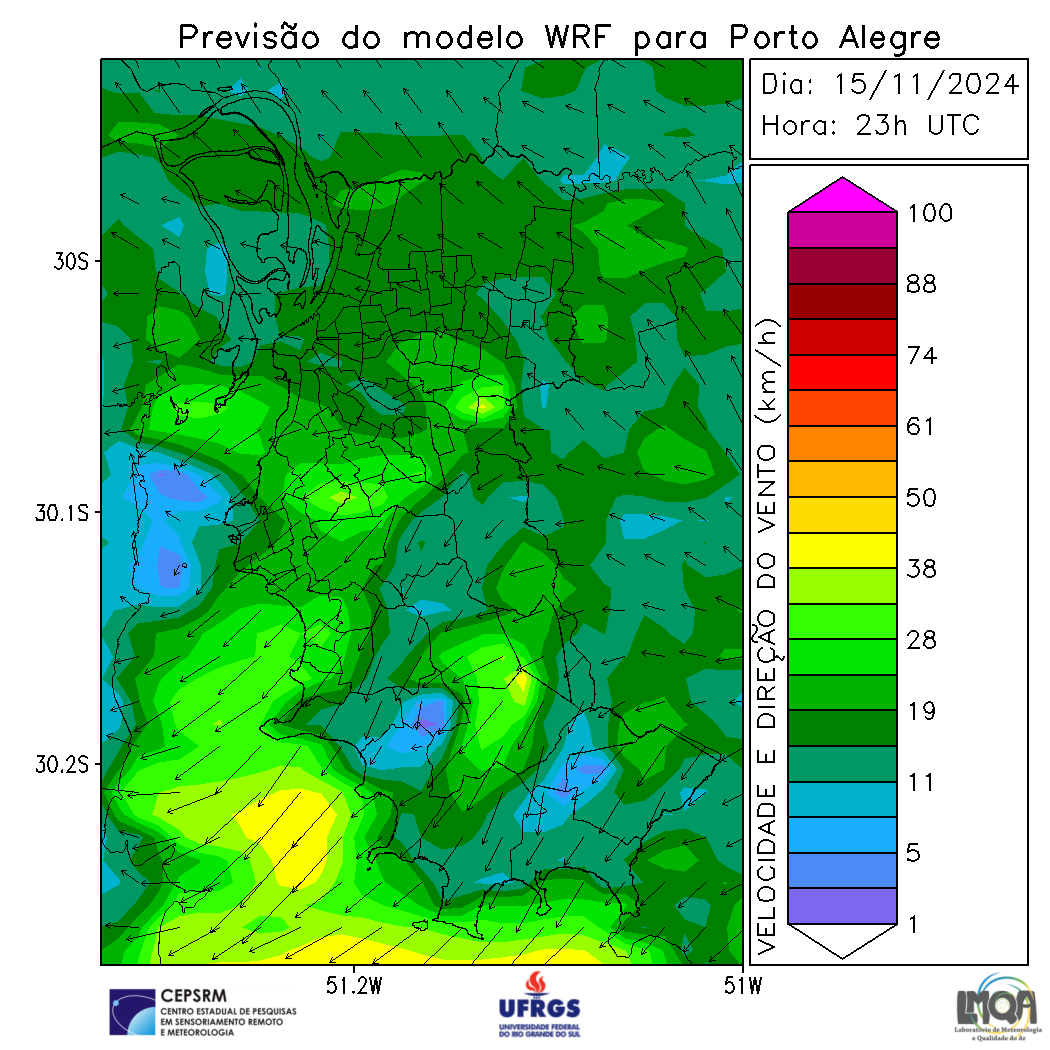 Previsão do modelo WRF para Porto Alegre
Dia: 15/11/2024
Hora: 23h UTC
30S
30.1S
30.2S
51.2W
51W
VELOCIDADE E DIREÇÃO DO VENTO (km/h)
100
88
74
61
50
38
28
19
11
5
1
CEPSRM
CENTRO ESTADUAL DE PESQUISAS
EM SENSORIAMENTO REMOTO
E METEOROLOGIA
UFRGS
UNIVERSIDADE FEDERAL
DO RIO GRANDE DO SUL
LMQA
Laboratório de Meteorologia
e Qualidade do Ar